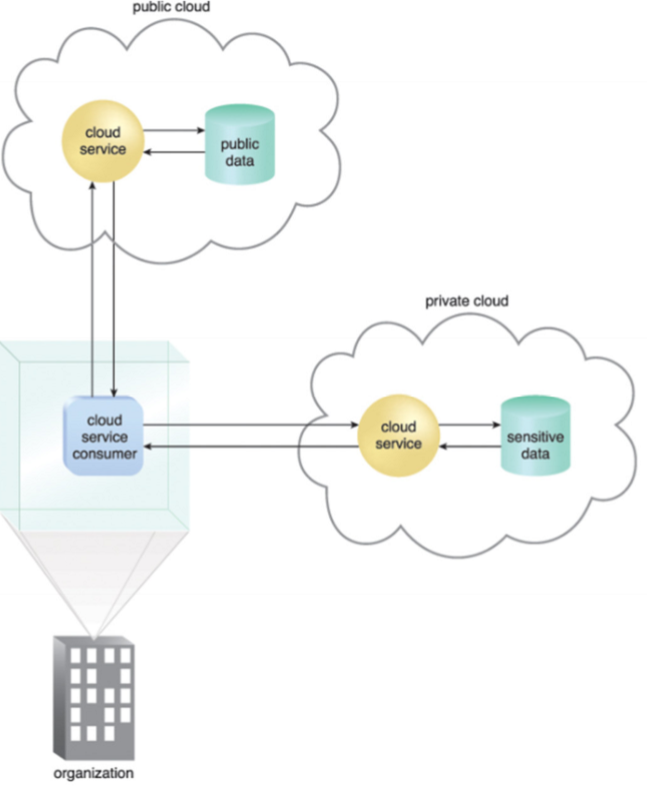 public cloud
cloud
service
public
data
private cloud
cloud
service
consumer
cloud
service
sensitive
data
organization